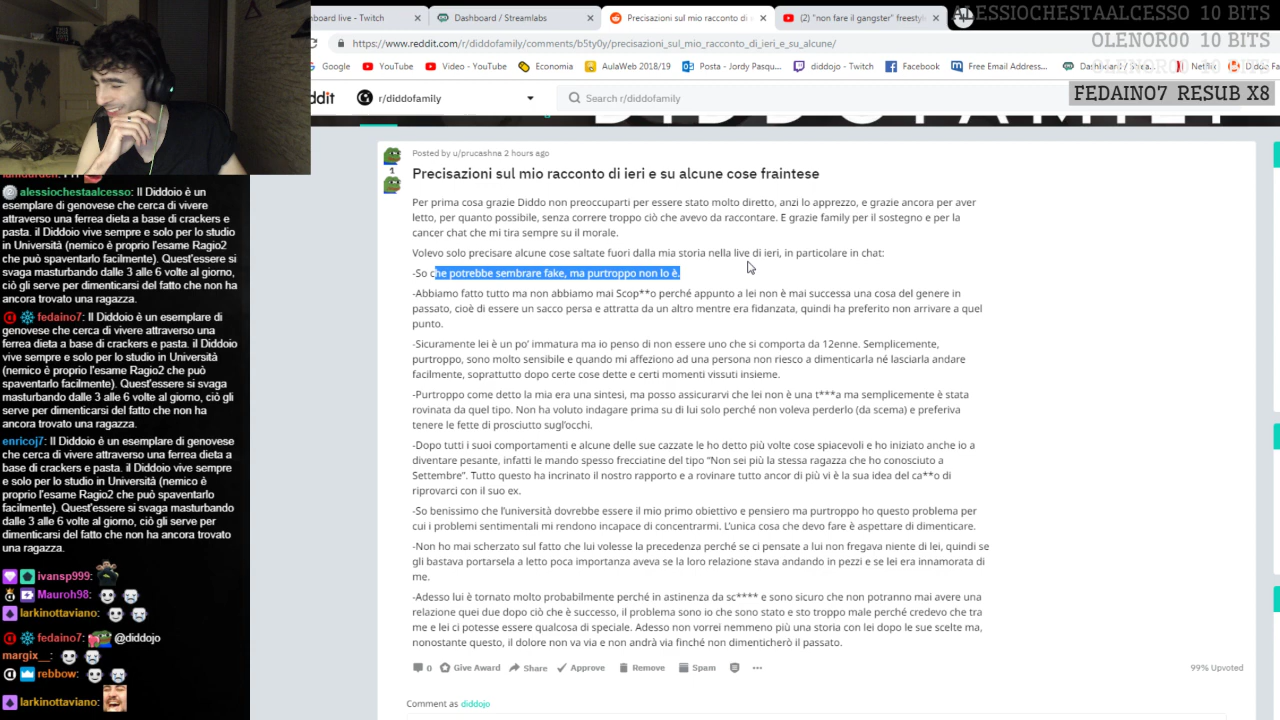 nboard live - Twitch
Dashboard / Streamlabs
Precisazioni sul mio racconto di
(2) "non fare il gangster" freestyl
ALESSIOCHESTAALCESSO 10 BITS
OLENOR00 10 BITS
FEDAINO7 RESUB X8
https://www.reddit.com/r/diddofamily/comments/b5ty0y/precisazioni_sul_mio_racconto_di_ieri_e_su_alcune/
Google
YouTube
Video - YouTube
Economia
AulaWeb 2018/19
Posta - Jordy Pasqu...
diddojo - Twitch
Facebook
Free Email Address...
Dashboard / Strea...
Netfli
Diddo Fa
ddit
r/diddofamily
Search r/diddofamily
DIDDOFAMILY
Posted by u/prucashna 2 hours ago
1
Precisazioni sul mio racconto di ieri e su alcune cose fraintese
Per prima cosa grazie Diddo non preoccuparti per essere stato molto diretto, anzi lo apprezzo, e grazie ancora per aver
letto, per quanto possibile, senza correre troppo ciò che avevo da raccontare. E grazie family per il sostegno e per la
cancer chat che mi tira sempre su il morale.
Volevo solo precisare alcune cose saltate fuori dalla mia storia nella live di ieri, in particolare in chat:
-So che potrebbe sembrare fake, ma purtroppo non lo è.
-Abbiamo fatto tutto ma non abbiamo mai Scop**o perché appunto a lei non è mai successa una cosa del genere in
passato, cioè di essere un sacco persa e attratta da un altro mentre era fidanzata, quindi ha preferito non arrivare a quel
punto.
-Sicuramente lei è un po' immatura ma io penso di non essere uno che si comporta da 12enne. Semplicemente,
purtroppo, sono molto sensibile e quando mi affeziono ad una persona non riesco a dimenticarla né lasciarla andare
facilmente, soprattutto dopo certe cose dette e certi momenti vissuti insieme.
-Purtroppo come detto la mia era una sintesi, ma posso assicurarvi che lei non è una t***a ma semplicemente è stata
rovinata da quel tipo. Non ha voluto indagare prima su di lui solo perché non voleva perderlo (da scema) e preferiva
tenere le fette di prosciutto sugl'occhi.
-Dopo tutti i suoi comportamenti e alcune delle sue cazzate le ho detto più volte cose spiacevoli e ho iniziato anche io a
diventare pesante, infatti le mando spesso frecciatine del tipo "Non sei più la stessa ragazza che ho conosciuto a
Settembre". Tutto questo ha incrinato il nostro rapporto e a rovinare tutto ancor di più vi è la sua idea del ca**o di
riprovarci con il suo ex.
-So benissimo che l'università dovrebbe essere il mio primo obiettivo e pensiero ma purtroppo ho questo problema per
cui i problemi sentimentali mi rendono incapace di concentrarmi. L'unica cosa che devo fare è aspettare di dimenticare.
-Non ho mai scherzato sul fatto che lui volesse la precedenza perché se ci pensate a lui non fregava niente di lei, quindi se
gli bastava portarsela a letto poca importanza aveva se la loro relazione stava andando in pezzi e se lei era innamorata di
me.
-Adesso lui è tornato molto probabilmente perché in astinenza da sc**** e sono sicuro che non potranno mai avere una
relazione quei due dopo ciò che è successo, il problema sono io che sono stato e sto troppo male perché credevo che tra
me e lei ci potesse essere qualcosa di speciale. Adesso non vorrei nemmeno più una storia con lei dopo le sue scelte ma,
nonostante questo, il dolore non va via e non andrà via finché non dimenticherò il passato.
0
Give Award
Share
Approve
Remove
Spam
99% Upvoted
Comment as diddojo
alessiochestaalcesso: Il Diddoio è un
esemplare di genovese che cerca di vivere
attraverso una ferrea dieta a base di crackers e
pasta. il Diddoio vive sempre e solo per lo studio
in Università (nemico è proprio l'esame Ragio2
che può spaventarlo facilmente). Quest'essere si
svaga masturbando dalle 3 alle 6 volte al giorno,
ciò gli serve per dimenticarsi del fatto che non ha
ancora trovato una ragazza.
fedaino7: Il Diddoio è un esemplare di
genovese che cerca di vivere attraverso una
ferrea dieta a base di crackers e pasta. il Diddoio
vive sempre e solo per lo studio in Università
(nemico è proprio l'esame Ragio2 che può
spaventarlo facilmente). Quest'essere si svaga
masturbando dalle 3 alle 6 volte al giorno, ciò gli
serve per dimenticarsi del fatto che non ha
ancora trovato una ragazza.
enricoj7: Il Diddoio è un esemplare di genovese
che cerca di vivere attraverso una ferrea dieta a
base di crackers e pasta. il Diddoio vive sempre
e solo per lo studio in Università (nemico è
proprio l'esame Ragio2 che può spaventarlo
facilmente). Quest'essere si svaga masturbando
dalle 3 alle 6 volte al giorno, ciò gli serve per
dimenticarsi del fatto che non ha ancora trovato
una ragazza.
ivansp999:
Mauroh98:
larkinottaviano:
fedaino7: @diddojo
margix__:
rebbow:
larkinottaviano: